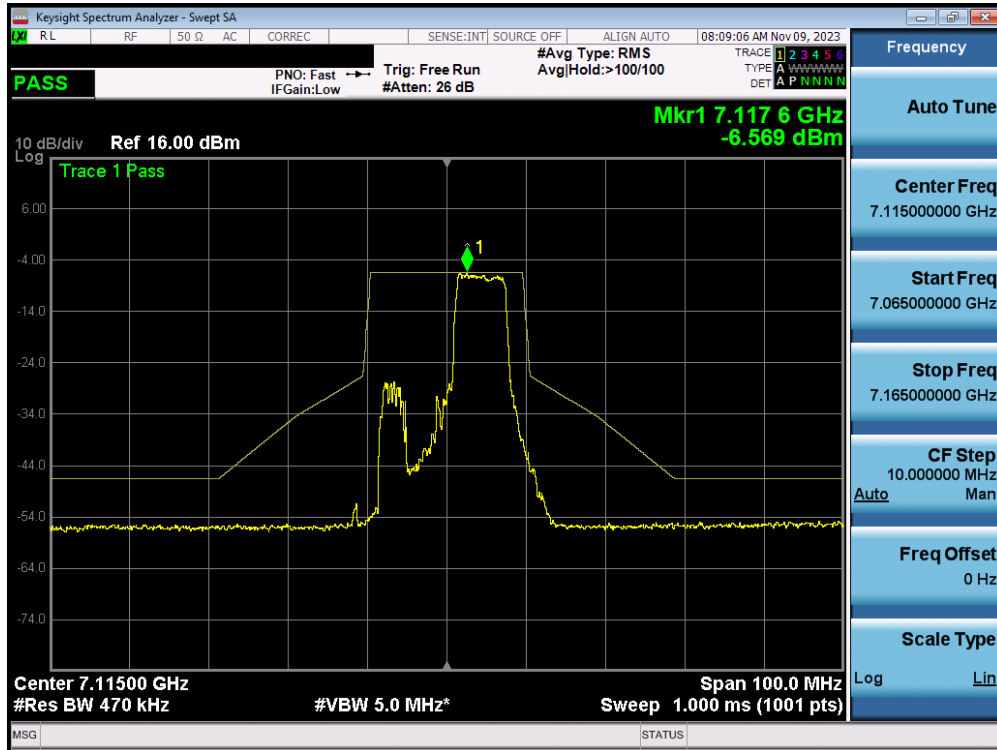 Keysight Spectrum Analyzer - Swept SA
LXI RL RF 50 Ω AC CORREC SENSE:INT SOURCE OFF ALIGN AUTO 08:09:06 AM Nov 09, 2023
PASS
PNO: Fast
IFGain:Low
Trig: Free Run
#Atten: 26 dB
#Avg Type: RMS
Avg|Hold:>100/100
TRACE 1 2 3 4 5 6
TYPE A WWWWW
DET A P N N N N
Mkr1 7.117 6 GHz
-6.569 dBm
10 dB/div Ref 16.00 dBm
Log
Trace 1 Pass
1
6.00
-4.00
-14.0
-24.0
-34.0
-44.0
-54.0
-64.0
-74.0
Center 7.11500 GHz
Span 100.0 MHz
#Res BW 470 kHz
#VBW 5.0 MHz*
Sweep 1.000 ms (1001 pts)
MSG STATUS
Frequency
Auto Tune
Center Freq
7.115000000 GHz
Start Freq
7.065000000 GHz
Stop Freq
7.165000000 GHz
CF Step
10.000000 MHz
Auto Man
Freq Offset
0 Hz
Scale Type
Log Lin